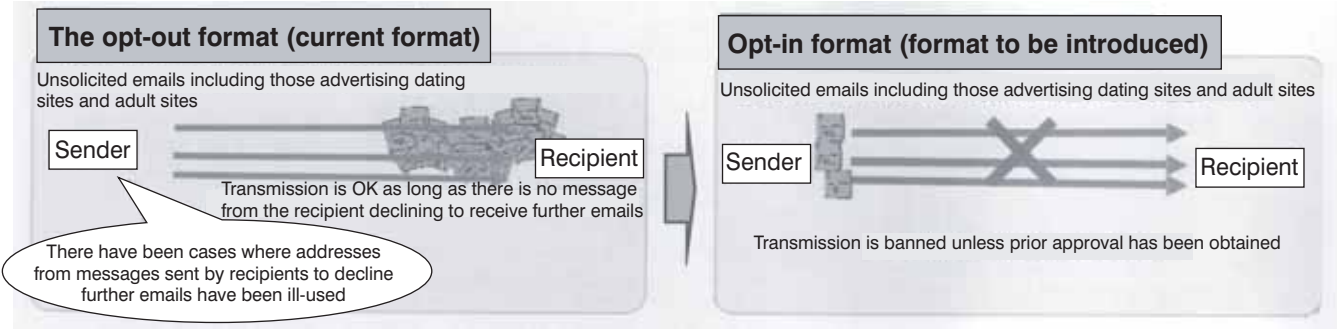 The opt-out format (current format)
Unsolicited emails including those advertising dating
sites and adult sites
Sender
Recipient
Transmission is OK as long as there is no message
from the recipient declining to receive further emails
There have been cases where addresses
from messages sent by recipients to decline
further emails have been ill-used
Opt-in format (format to be introduced)
Unsolicited emails including those advertising dating sites and adult sites
Sender
Recipient
Transmission is banned unless prior approval has been obtained